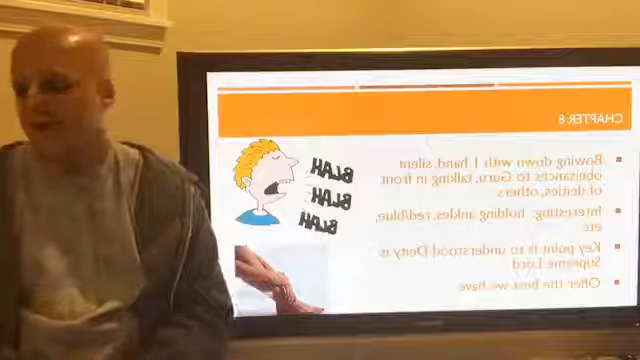 CHAPTER 8
Bowing down with 1 hand, silent
obeisances to Guru, talking in front
of deities, others
Interesting: holding ankles, red/blue,
etc
Key point is to understood Deity is
Supreme Lord
Offer the best we have
BLAH
BLAH
BLAH